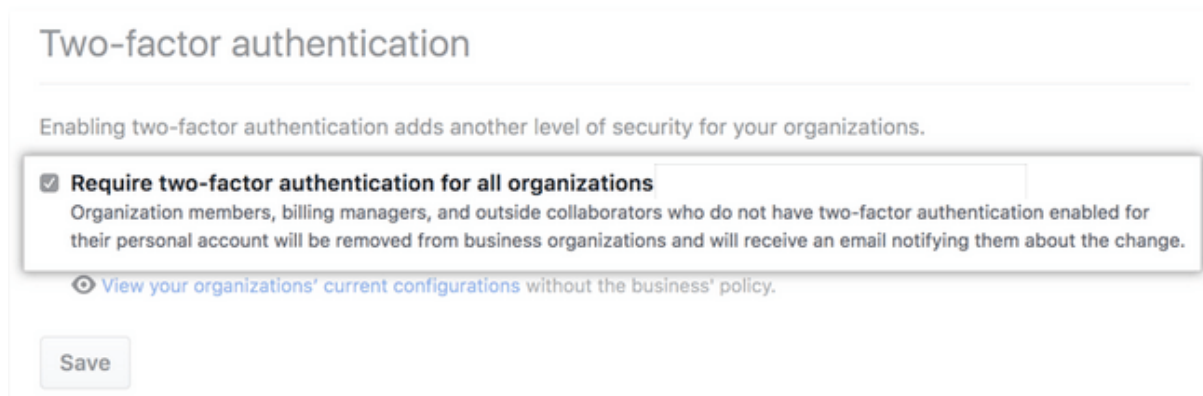 Two-factor authentication
Enabling two-factor authentication adds another level of security for your organizations.
Require two-factor authentication for all organizations
Organization members, billing managers, and outside collaborators who do not have two-factor authentication enabled for
their personal account will be removed from business organizations and will receive an email notifying them about the change.
View your organizations' current configurations without the business' policy.
Save